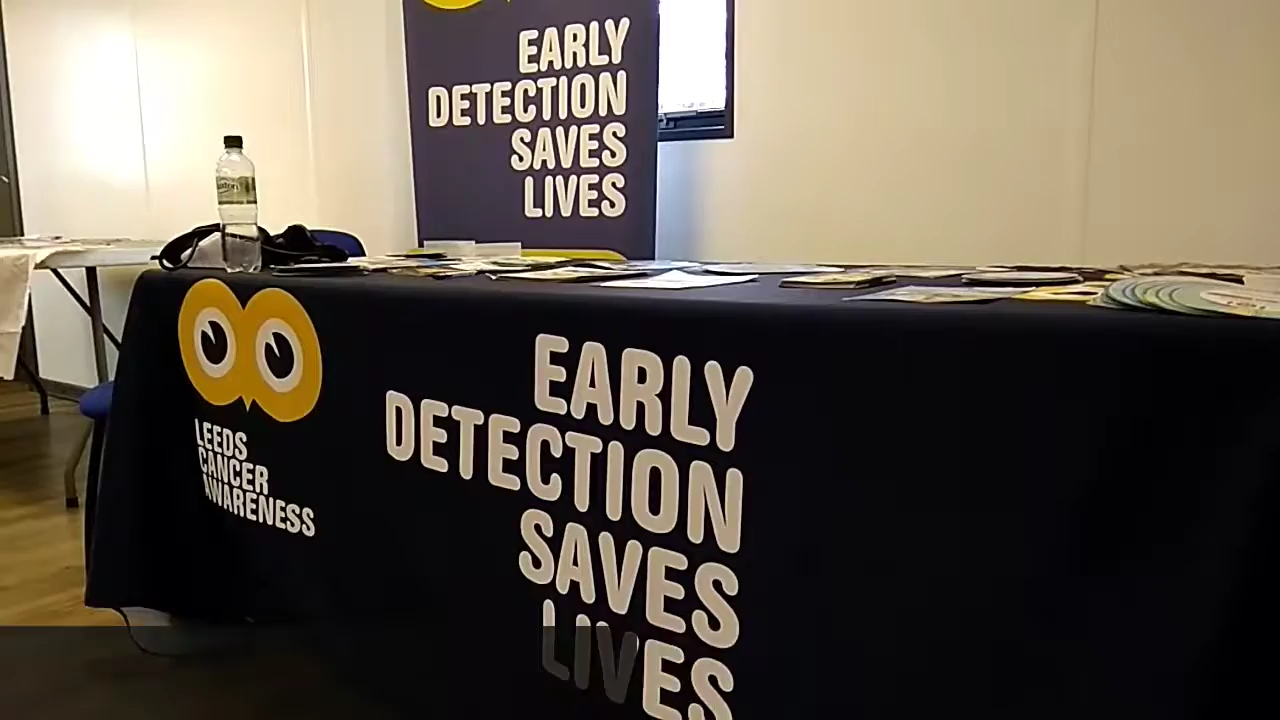 EARLY
DETECTION
SAVES
LIVES
LEEDS
CANCER
AWARENESS
EARLY
DETECTION
SAVES
LIVES